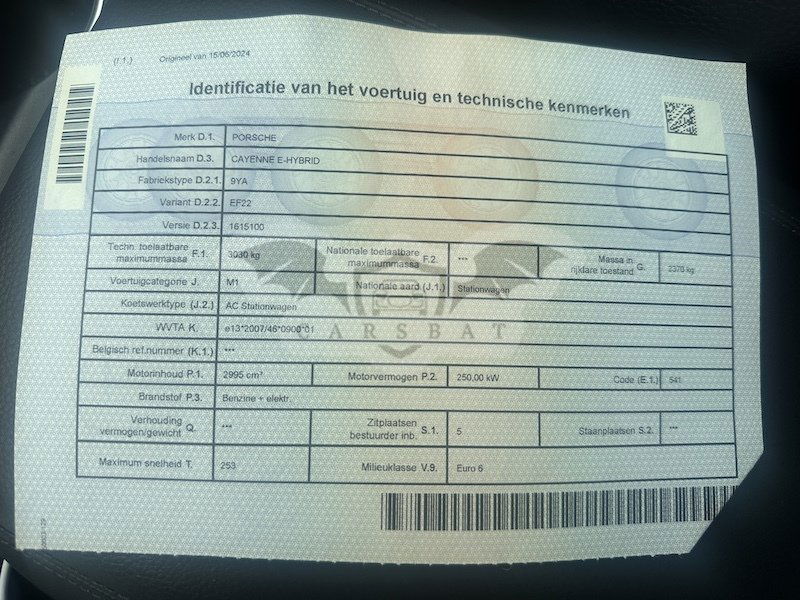 (I.1.) Origineel van 15/06/2024
Identificatie van het voertuig en technische kenmerken
Merk D.1. PORSCHE
Handelsnaam D.3. CAYENNE E-HYBRID
Fabriekstype D.2.1. 9YA
Variant D.2.2. EF22
Versie D.2.3. 1615100
Techn. toelaatbare maximummassa F.1. 3030 kg Nationale toelaatbare maximummassa F.2. *** Massa in rijklare toestand G. 2370 kg
Voertuigcategorie J. M1 Nationale aard (J.1.) Stationwagen
Koetswerktype (J.2.) AC Stationwagen
WVTA K. e13*2007/46*0900*01
CARSBAT
Belgisch ref.nummer (K.1.) ***
Motorinhoud P.1. 2995 cm³ Motorvermogen P.2. 250,00 kW Code (E.1.) 541
Brandstof P.3. Benzine + elektr.
Verhouding vermogen/gewicht Q. *** Zitplaatsen bestuurder inb. S.1. 5 Staanplaatsen S.2. ***
Maximum snelheid T. 253 Milieuklasse V.9. Euro 6